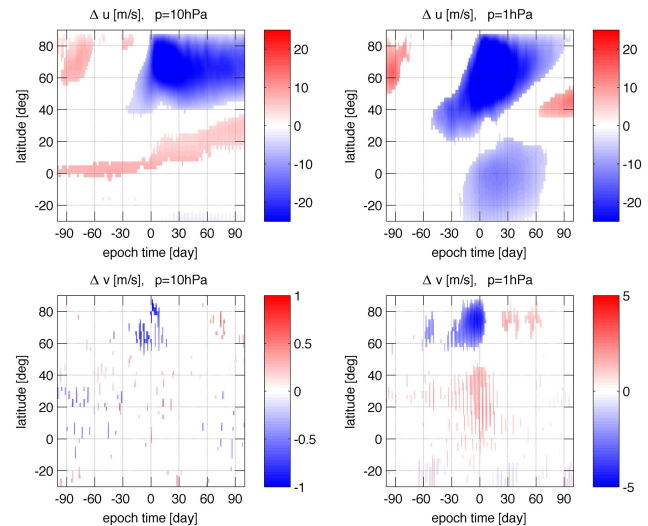 Δ u [m/s],   p=10hPa
80
60
40
20
0
-20
latitude [deg]
-90 -60 -30 0 30 60 90
epoch time [day]
20
10
0
-10
-20
Δ u [m/s],   p=1hPa
80
60
40
20
0
-20
latitude [deg]
-90 -60 -30 0 30 60 90
epoch time [day]
20
10
0
-10
-20
Δ v [m/s],   p=10hPa
80
60
40
20
0
-20
latitude [deg]
-90 -60 -30 0 30 60 90
epoch time [day]
1
0.5
0
-0.5
-1
Δ v [m/s],   p=1hPa
80
60
40
20
0
-20
latitude [deg]
-90 -60 -30 0 30 60 90
epoch time [day]
5
0
-5